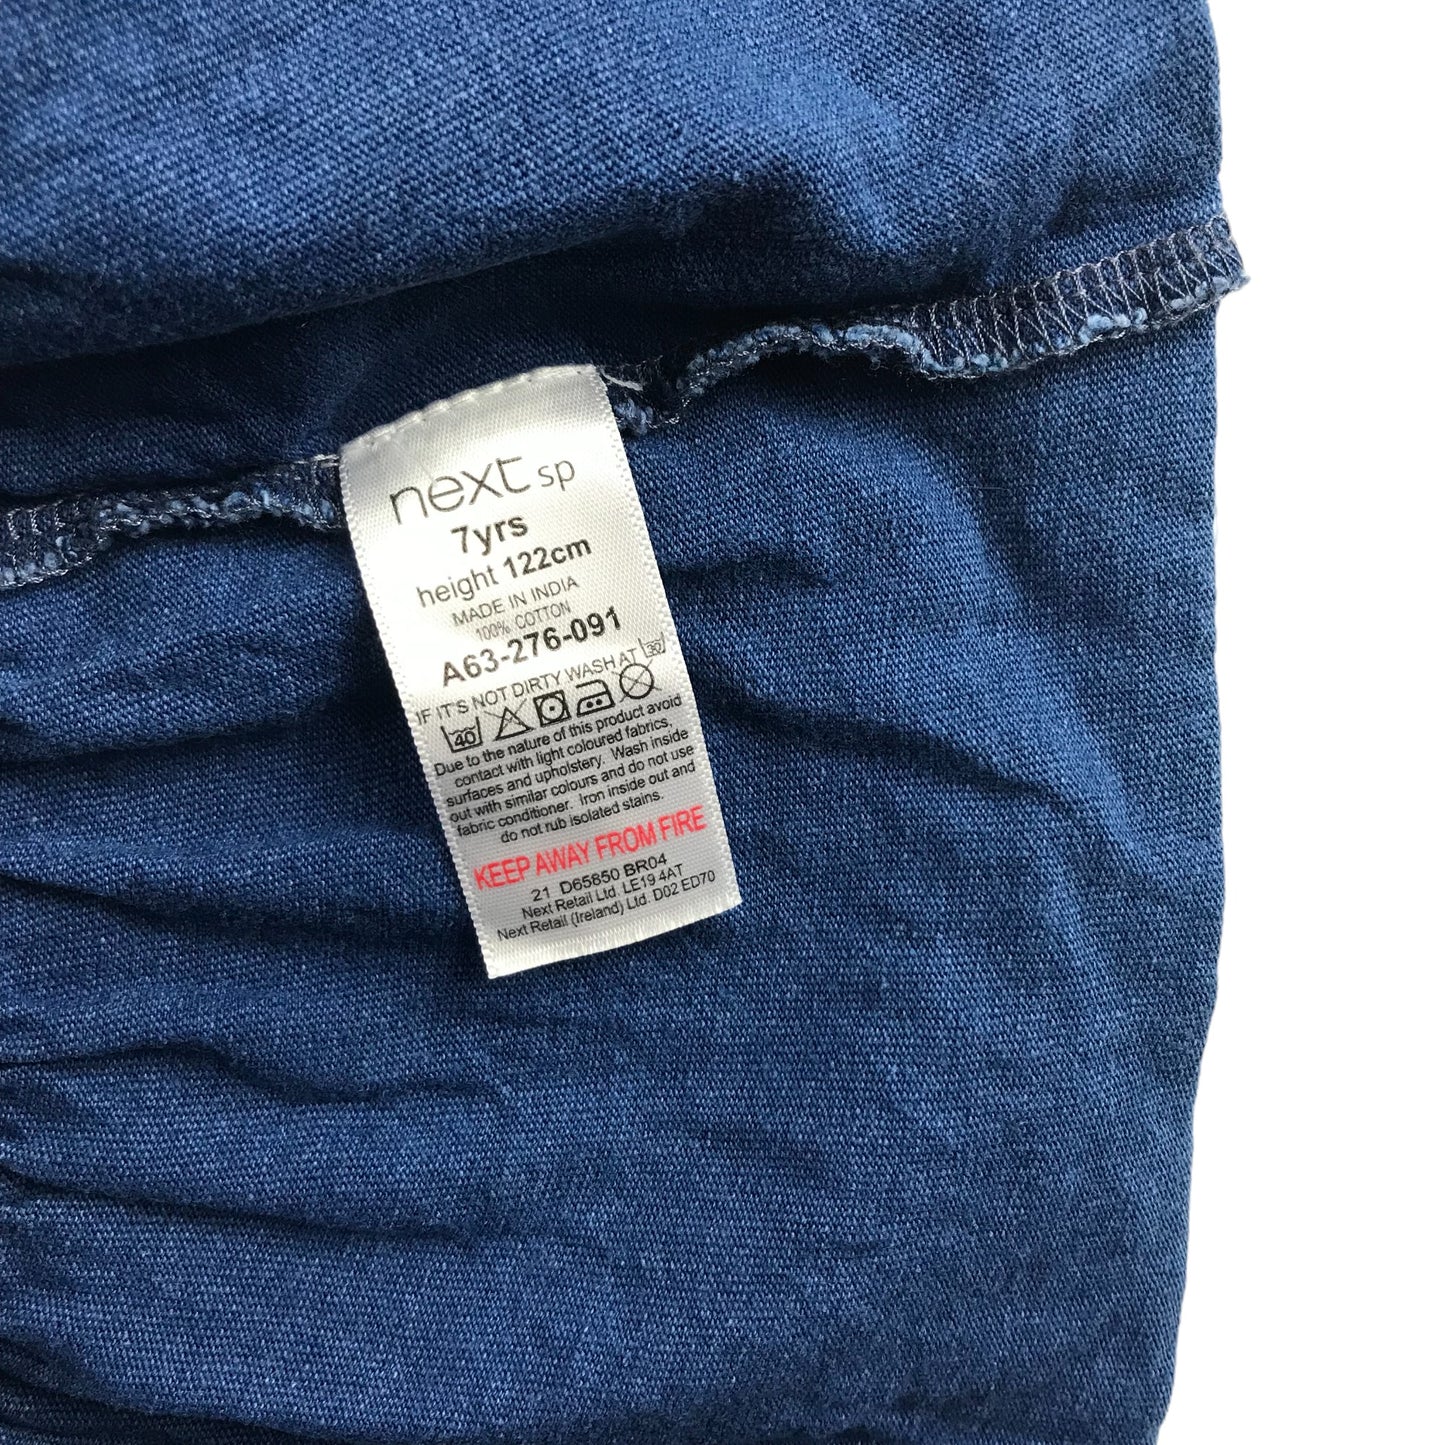 next sp
7yrs
height 122cm
MADE IN INDIA
100% COTTON
A63-276-091
IF IT'S NOT DIRTY WASH AT 30
40
Due to the nature of this product avoid
contact with light coloured fabrics,
surfaces and upholstery. Wash inside
out with similar colours and do not use
fabric conditioner. Iron inside out and
do not rub isolated stains.
KEEP AWAY FROM FIRE
21 D65850 BR04
Next Retail Ltd. LE19 4AT
Next Retail (Ireland) Ltd. D02 ED70